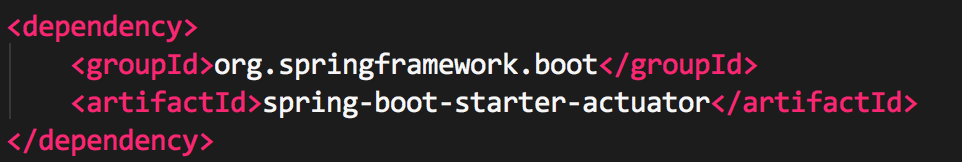 <dependency>
<groupId>org.springframework.boot</groupId>
<artifactId>spring-boot-starter-actuator</artifactId>
</dependency>